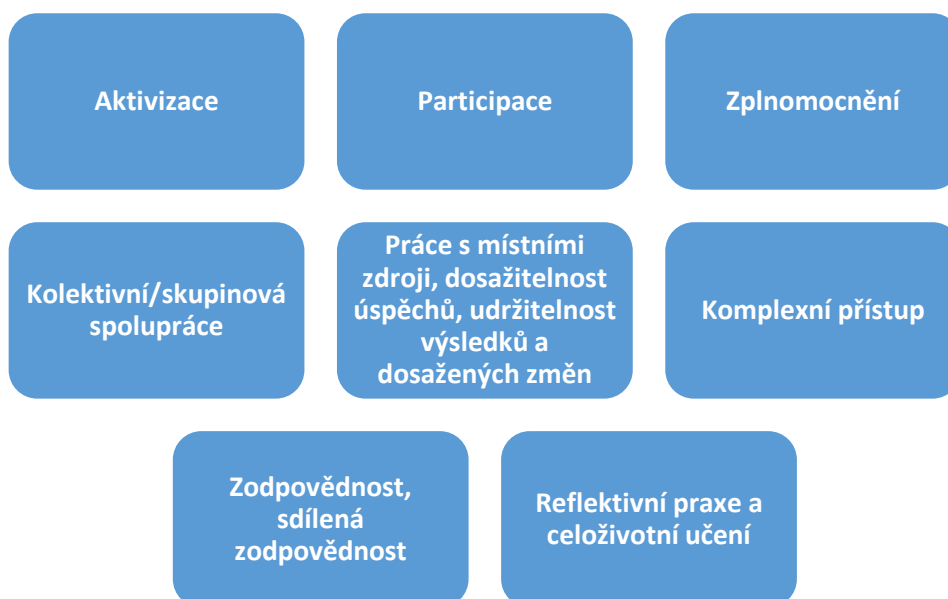 Aktivizace
Participace
Zplnomocnění
Kolektivní/skupinová
spolupráce
Práce s místními
zdroji, dosažitelnost
úspěchů, udržitelnost
výsledků a
dosažených změn
Komplexní přístup
Zodpovědnost,
sdílená
zodpovědnost
Reflektivní praxe a
celoživotní učení